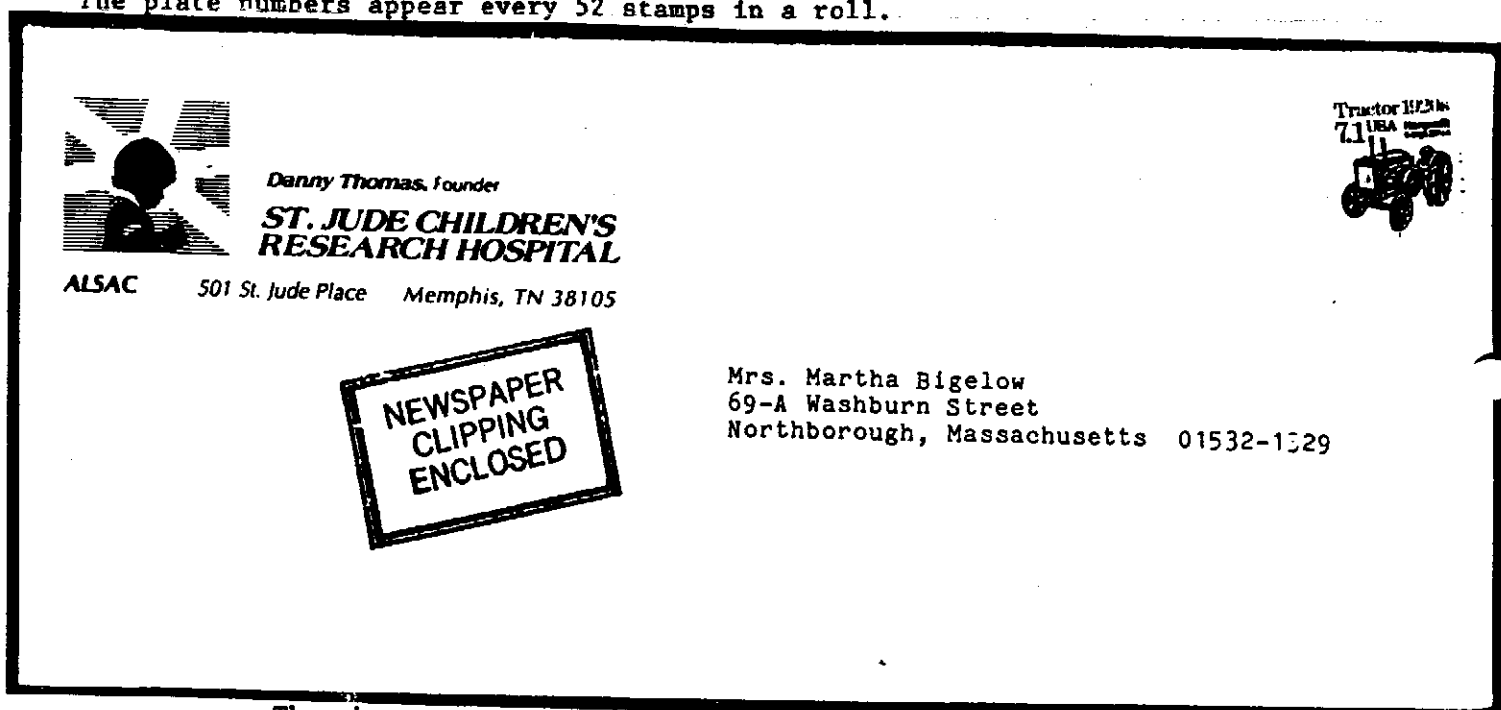 The plate numbers appear every 52 stamps in a roll.
Tractor 1920s
7.1 USA Nonprofit
Danny Thomas, Founder
ST. JUDE CHILDREN'S
RESEARCH HOSPITAL
ALSAC 501 St. Jude Place Memphis, TN 38105
NEWSPAPER
CLIPPING
ENCLOSED
Mrs. Martha Bigelow
69-A Washburn Street
Northborough, Massachusetts